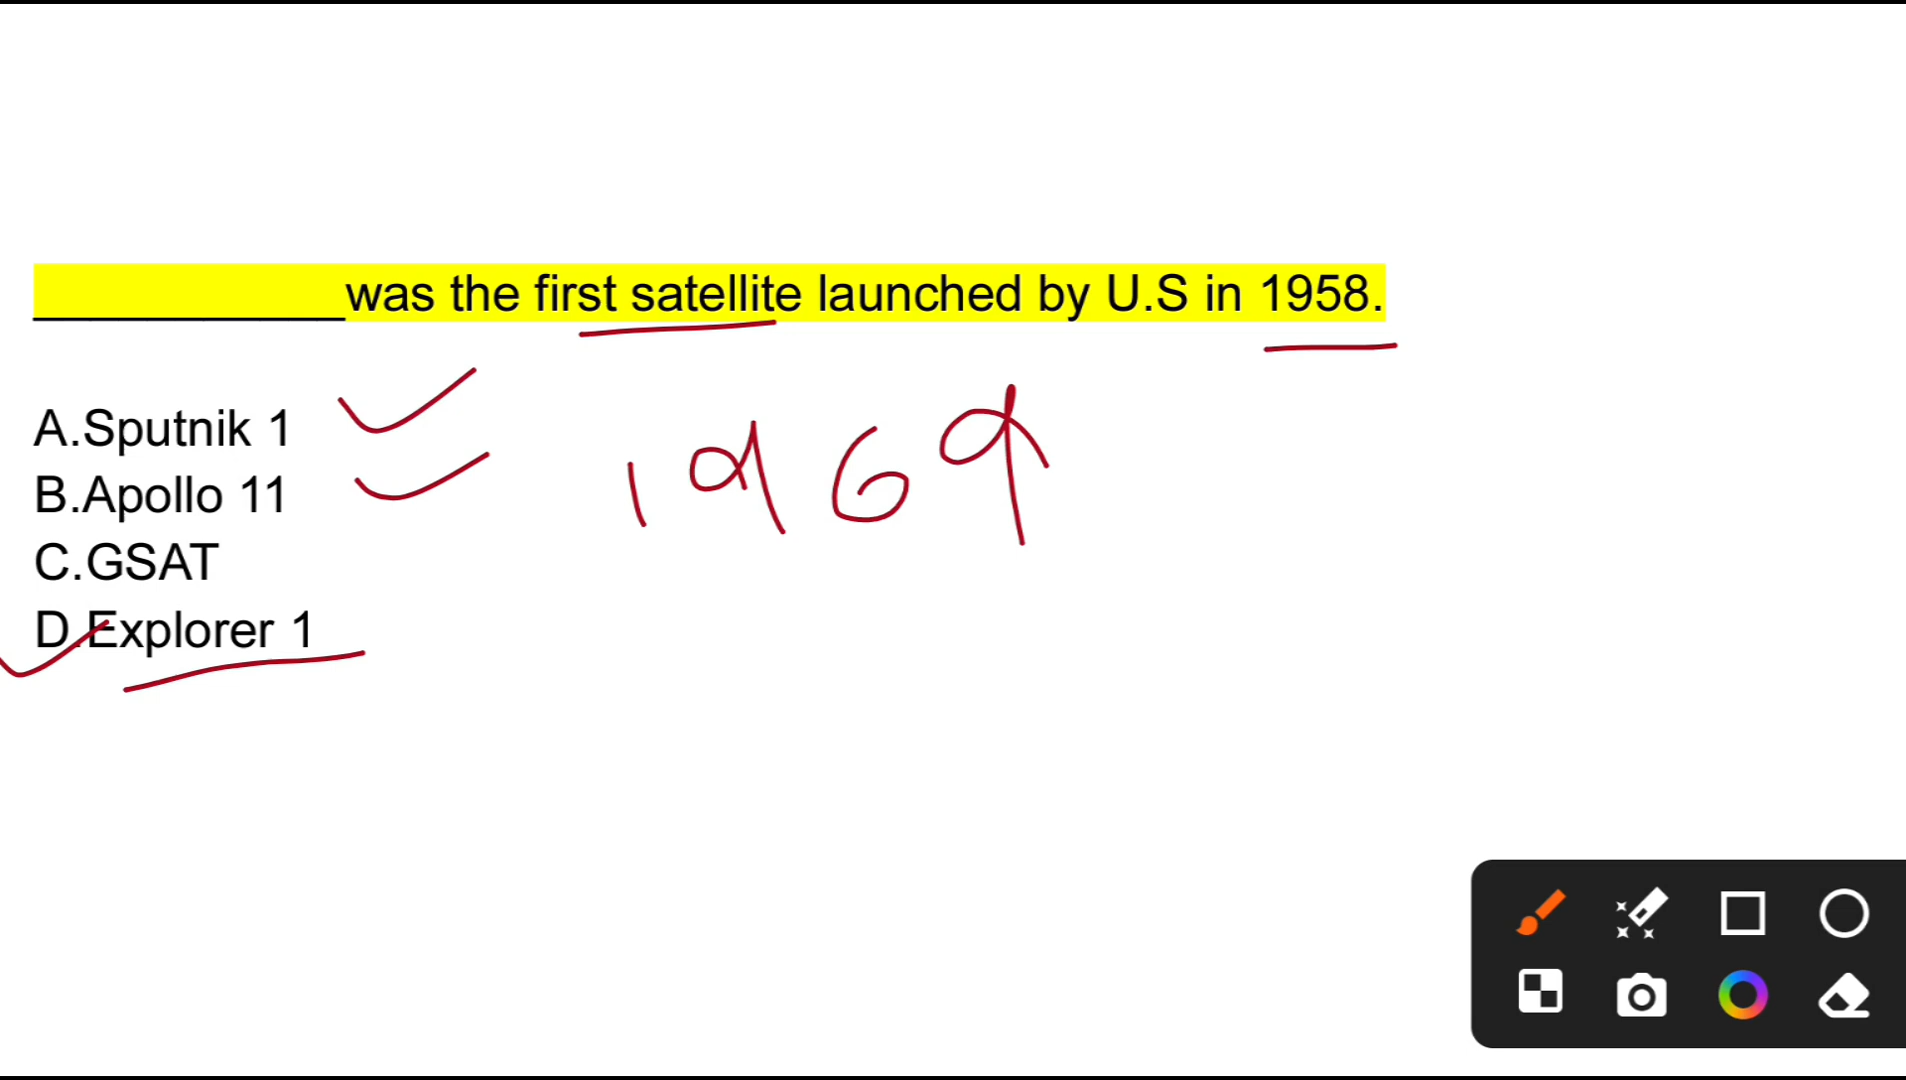 ____________was the first satellite launched by U.S in 1958.
A.Sputnik 1
B.Apollo 11
1969
C.GSAT
D.Explorer 1